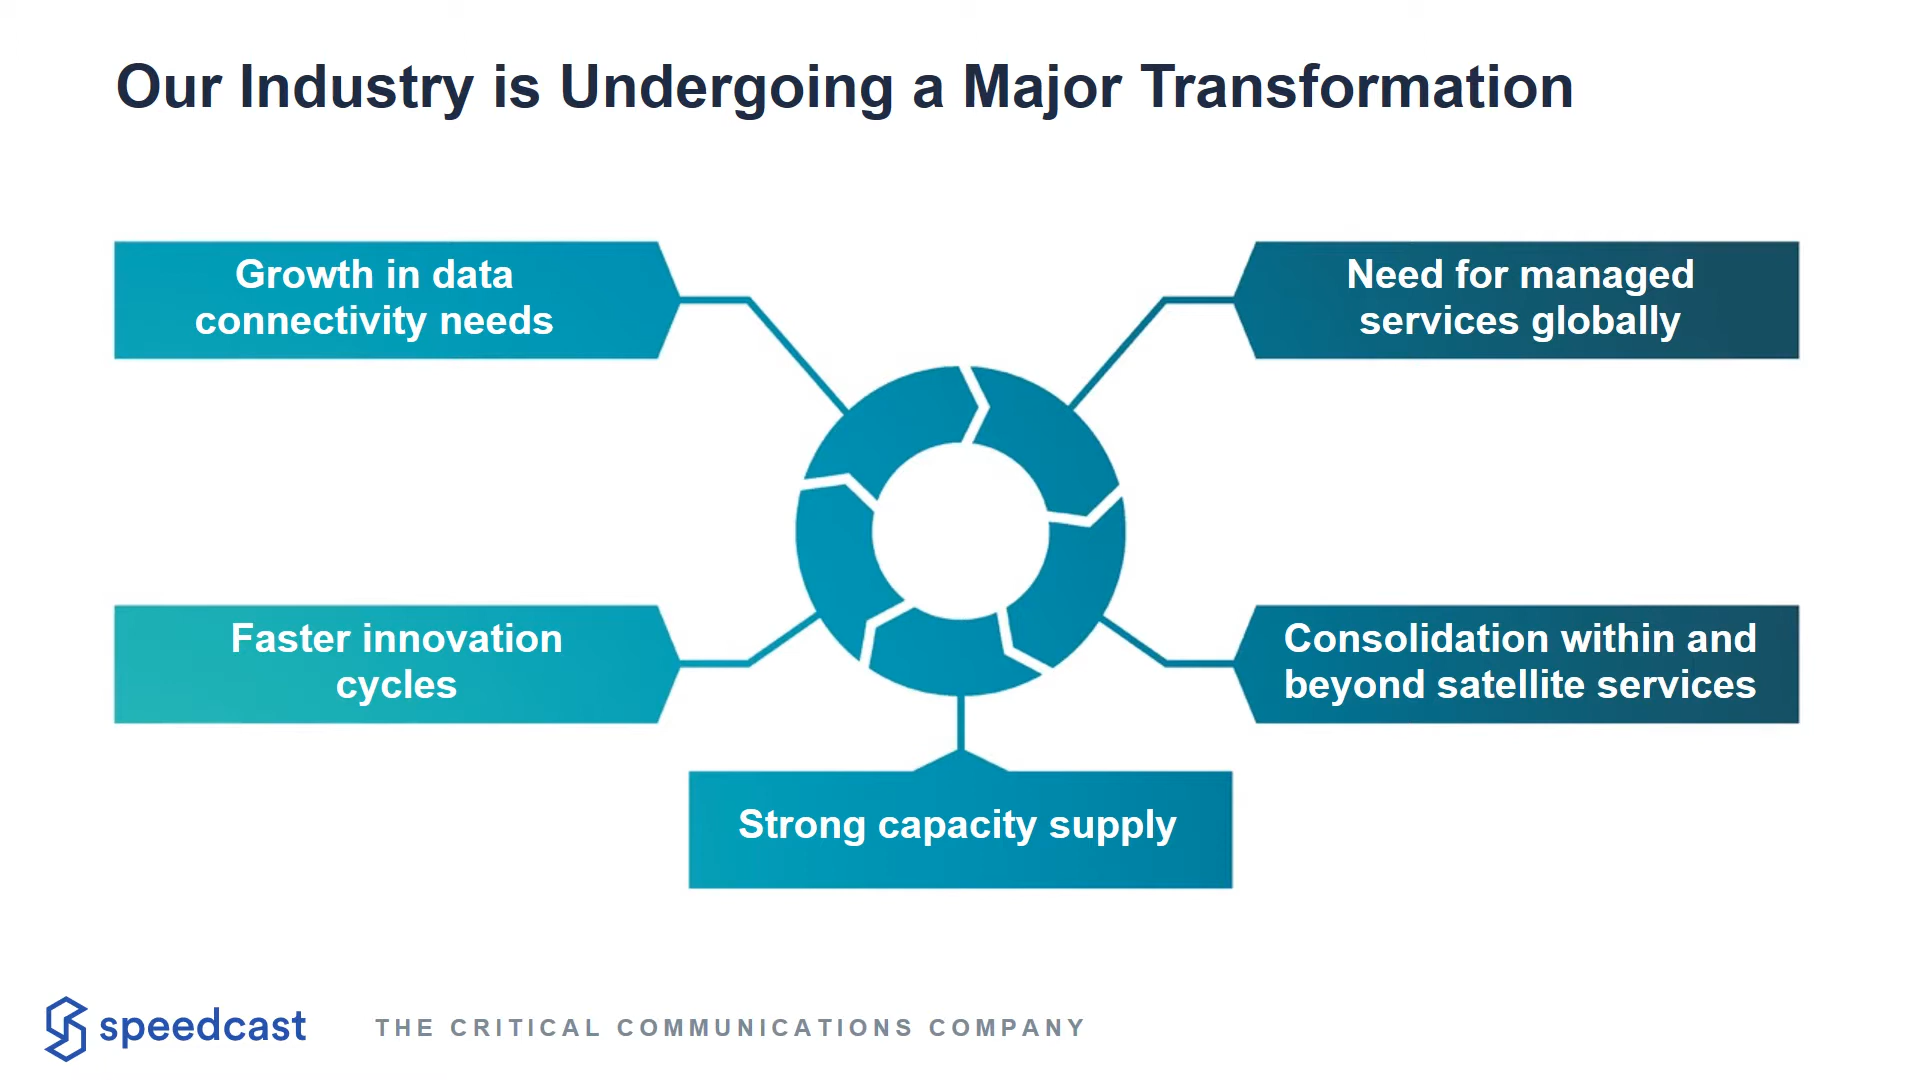 Our Industry is Undergoing a Major Transformation
Growth in data
connectivity needs
Need for managed
services globally
Faster innovation
cycles
Consolidation within and
beyond satellite services
Strong capacity supply
speedcast
THE CRITICAL COMMUNICATIONS COMPANY